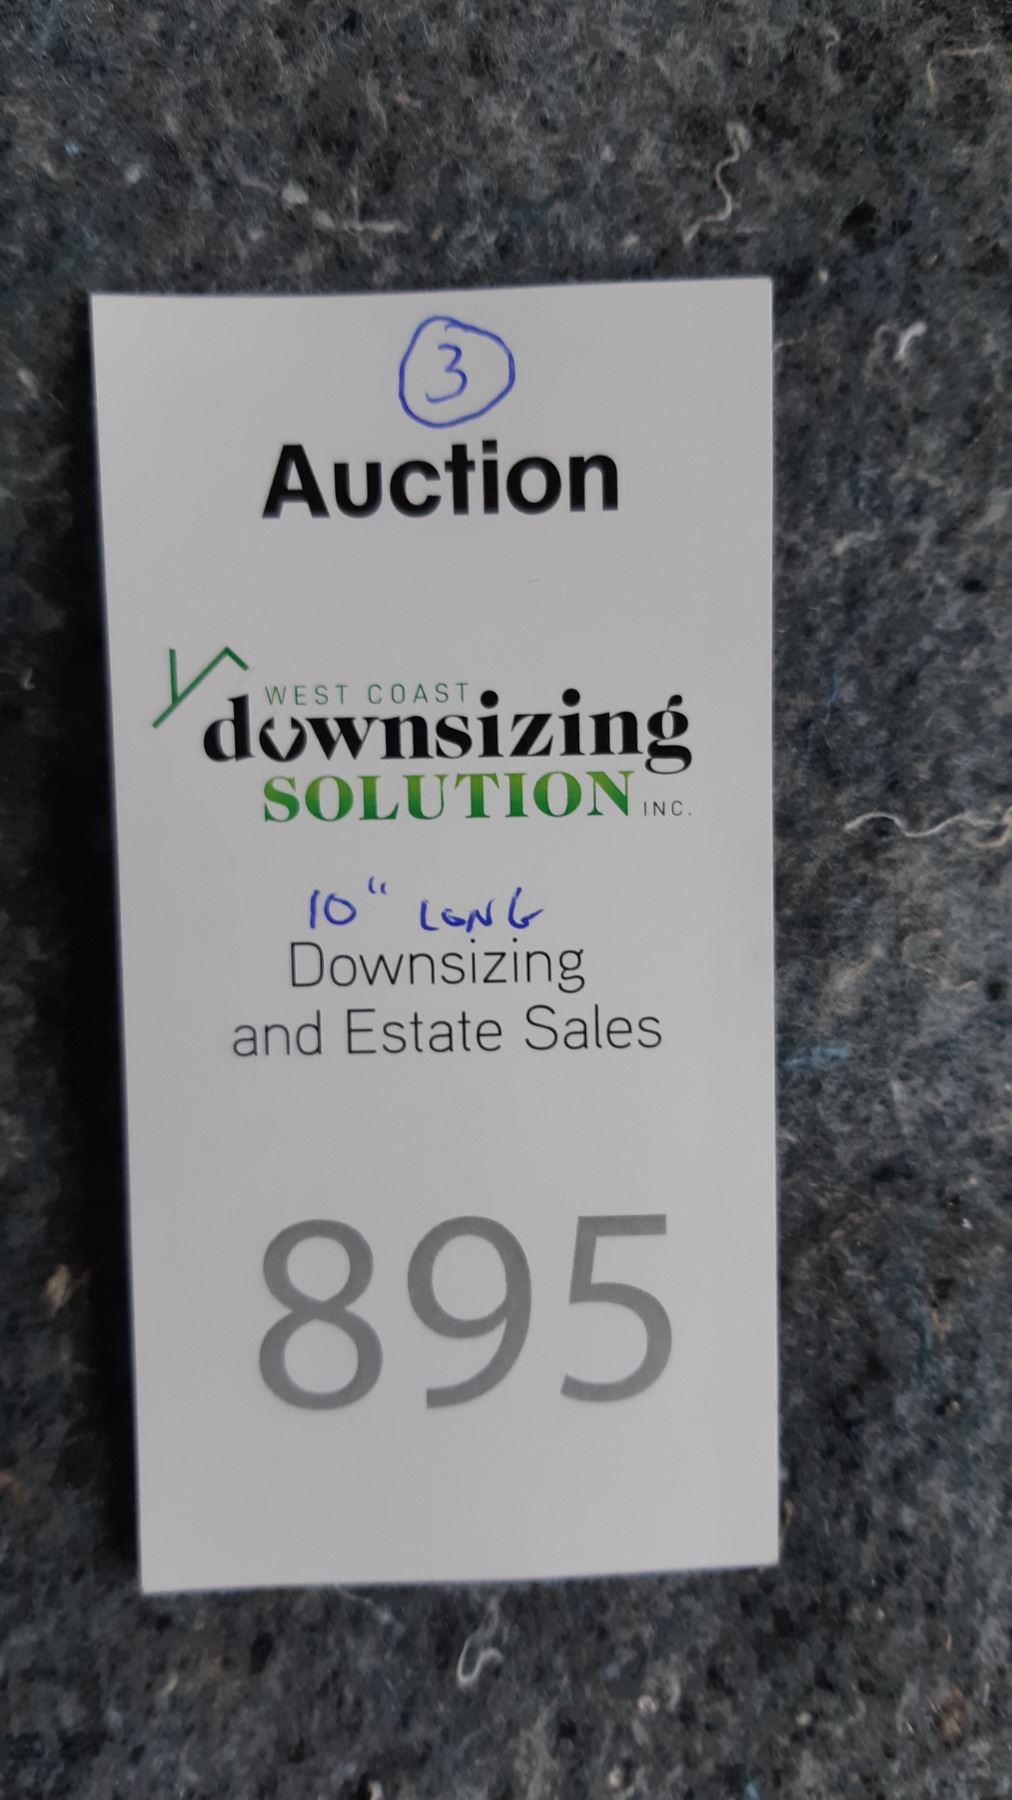 3
Auction
WEST COAST
downsizing
SOLUTION INC.
10" LONG
Downsizing
and Estate Sales
895